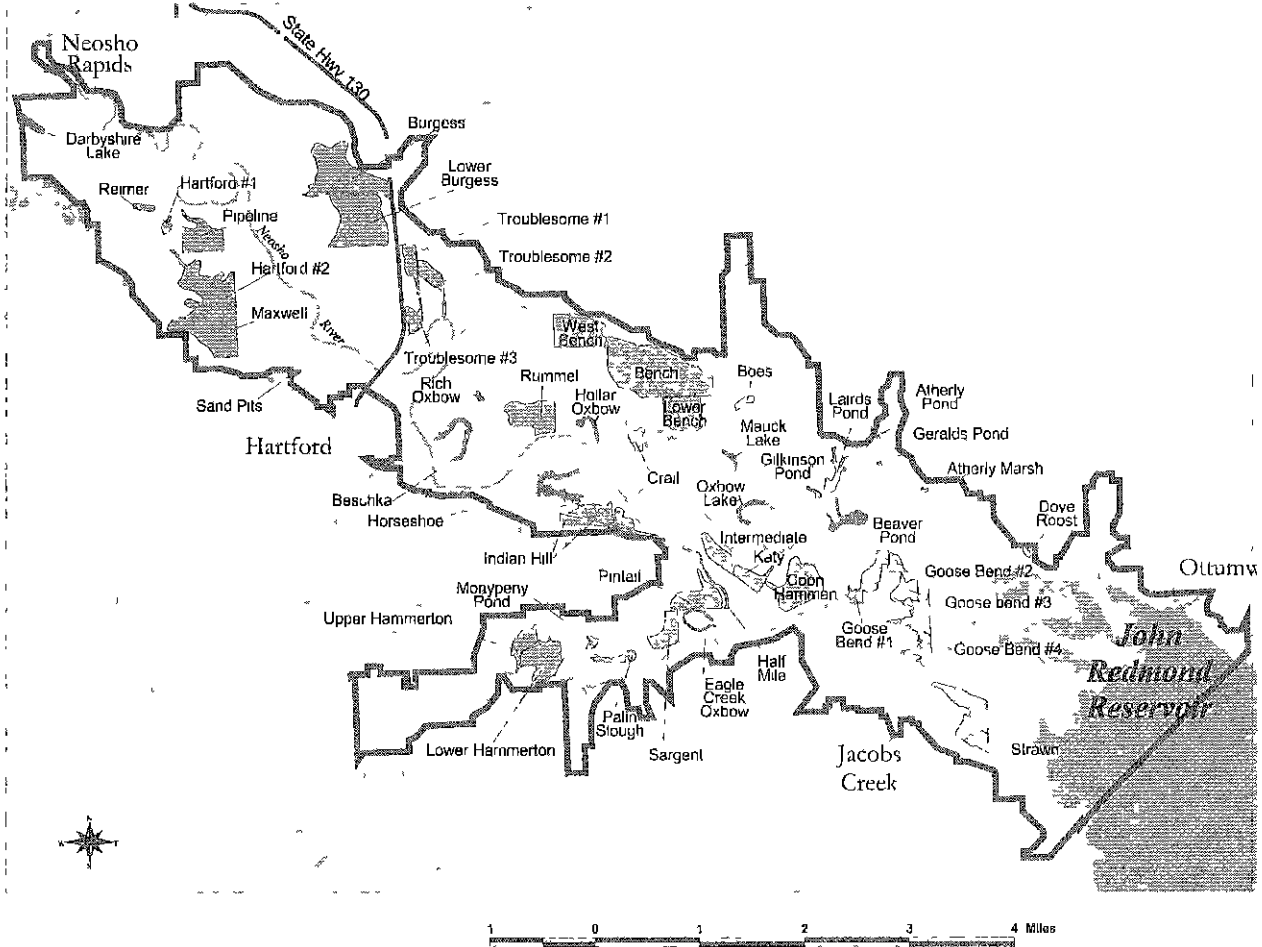 Neosho
Rapids
State Hwy 130
Burgess
Darbyshire
Lake
Lower
Burgess
Reimer
Hartford #1
Pipeline
Troublesome #1
Neosho
Troublesome #2
Hartford #2
Maxwell
River
West
Bench
Troublesome #3
Bench
Boes
Rich
Oxbow
Rummel
Hollar
Oxbow
Lower
Bench
Lairds
Pond
Atherly
Pond
Sand Pits
Mauck
Lake
Geralds Pond
Hartford
Gilkinson
Pond
Atherly Marsh
Crail
Oxbow
Lake
Beschka
Horseshoe
Dove
Roost
Beaver
Pond
Indian Hill
Intermediate
Katy
Pintail
Coon
Hamman
Goose Bend #2
Ottumw
Monypeny
Pond
Goose bend #3
Upper Hammerton
Goose
Bend #1
Goose Bend #4
John
Redmond
Reservoir
Half
Mile
Eagle
Creek
Oxbow
Palin
Slough
Lower Hammerton
Sargent
Strawn
Jacobs
Creek
1 0 1 2 3 4 Miles